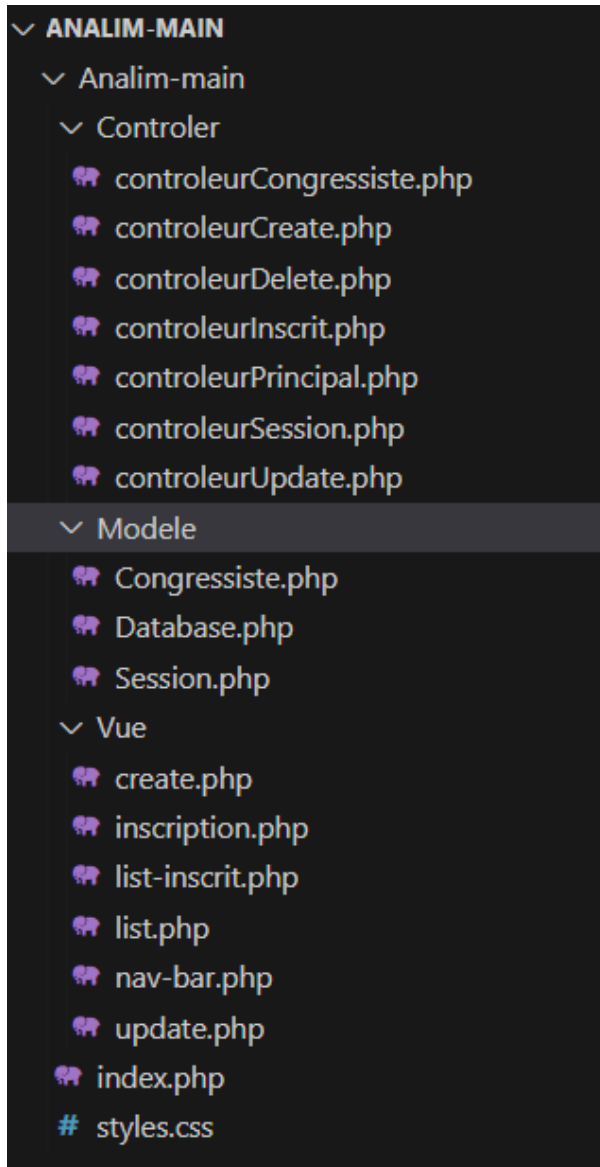 ANALIM-MAIN
Analim-main
Controler
controleurCongressiste.php
controleurCreate.php
controleurDelete.php
controleurInscrit.php
controleurPrincipal.php
controleurSession.php
controleurUpdate.php
Modele
Congressiste.php
Database.php
Session.php
Vue
create.php
inscription.php
list-inscrit.php
list.php
nav-bar.php
update.php
index.php
# styles.css